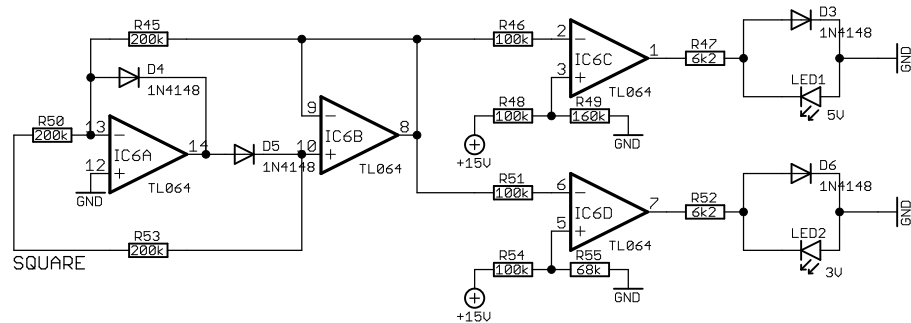 R45
200k
D4
1N4148
R50
200k
13
12
IC6A
14
TL064
GND
D5
1N4148
R53
200k
SQUARE
9
10
IC6B
8
TL064
R46
100k
2
3
IC6C
1
TL064
R48
100k
R49
160k
+15V
GND
R47
6k2
D3
1N4148
LED1
5V
GND
R51
100k
6
5
IC6D
7
TL064
R54
100k
R55
68k
+15V
GND
R52
6k2
D6
1N4148
LED2
3V
GND